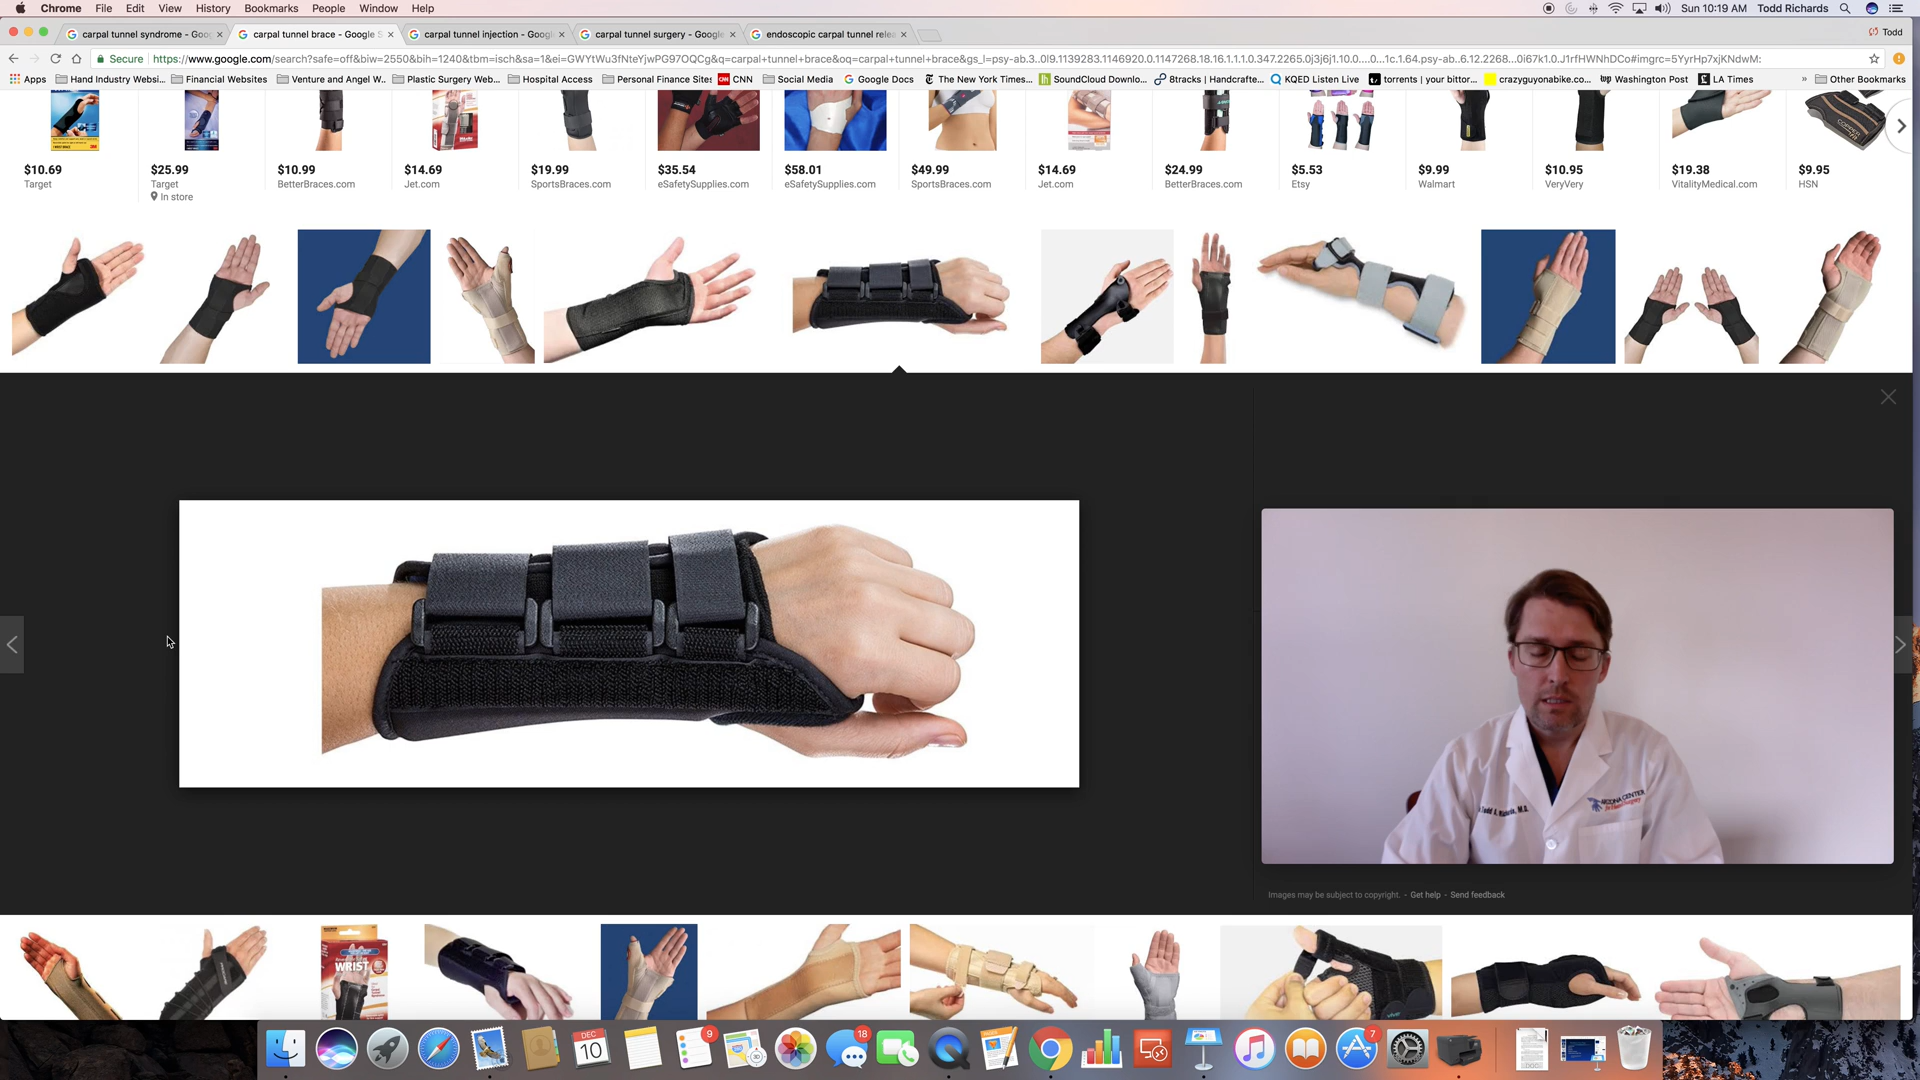 Chrome File Edit View History Bookmarks People Window Help Sun 10:19 AM Todd Richards
carpal tunnel syndrome - Goo carpal tunnel brace - Google S carpal tunnel injection - Googl carpal tunnel surgery - Google endoscopic carpal tunnel relea Todd
Secure https://www.google.com/search?safe=off&biw=2550&bih=1240&tbm=isch&sa=1&ei=GWYtWu3fNteYjwPG97OQCg&q=carpal+tunnel+brace&oq=carpal+tunnel+brace&gs_l=psy-ab.3..0l9.1139283.1146920.0.1147268.18.16.1.1.1.0.347.2265.0j3j6j1.10.0....0...1c.1.64.psy-ab..6.12.2268...0i67k1.0.J1rfHWNhDCo#imgrc=5YyrHp7xjKNdwM:
Apps Hand Industry Websi... Financial Websites Venture and Angel W.. Plastic Surgery Web... Hospital Access Personal Finance Sites CNN Social Media Google Docs The New York Times... SoundCloud Downlo... 8tracks | Handcrafte... KQED Listen Live torrents | your bittor... crazyguyonabike.co... Washington Post LA Times » Other Bookmarks
$10.69 $25.99 $10.99 $14.69 $19.99 $35.54 $58.01 $49.99 $14.69 $24.99 $5.53 $9.99 $10.95 $19.38 $9.95
Target Target BetterBraces.com Jet.com SportsBraces.com eSafetySupplies.com eSafetySupplies.com SportsBraces.com Jet.com BetterBraces.com Etsy Walmart VeryVery VitalityMedical.com HSN
In store
CENTER
Images may be subject to copyright. - Get help - Send feedback
WRIST
9 DEC 18 7
10